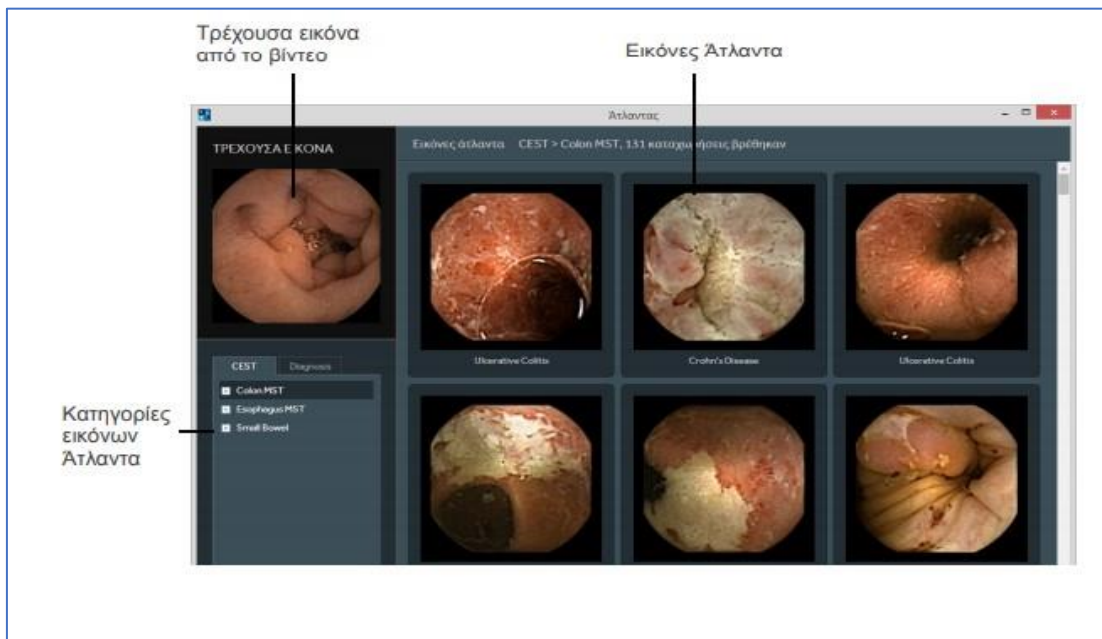 Τρέχουσα εικόνα
από το βίντεο
Εικόνες Άτλαντα
Άτλαντας
ΤΡΕΧΟΥΣΑ ΕΙΚΟΝΑ
Εικόνες άτλαντα CEST > Colon MST, 131 καταχωρήσεις βρέθηκαν
Ulcerative Colitis
Crohn's Disease
Ulcerative Colitis
CEST
Diagnosis
Colon MST
Esophagus MST
Small Bowel
Κατηγορίες
εικόνων
Άτλαντα